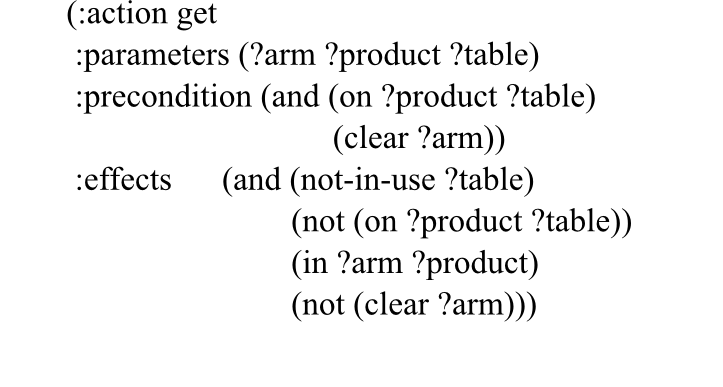 (:action get
:parameters (?arm ?product ?table)
:precondition (and (on ?product ?table)
(clear ?arm))
:effects (and (not-in-use ?table)
(not (on ?product ?table))
(in ?arm ?product)
(not (clear ?arm)))